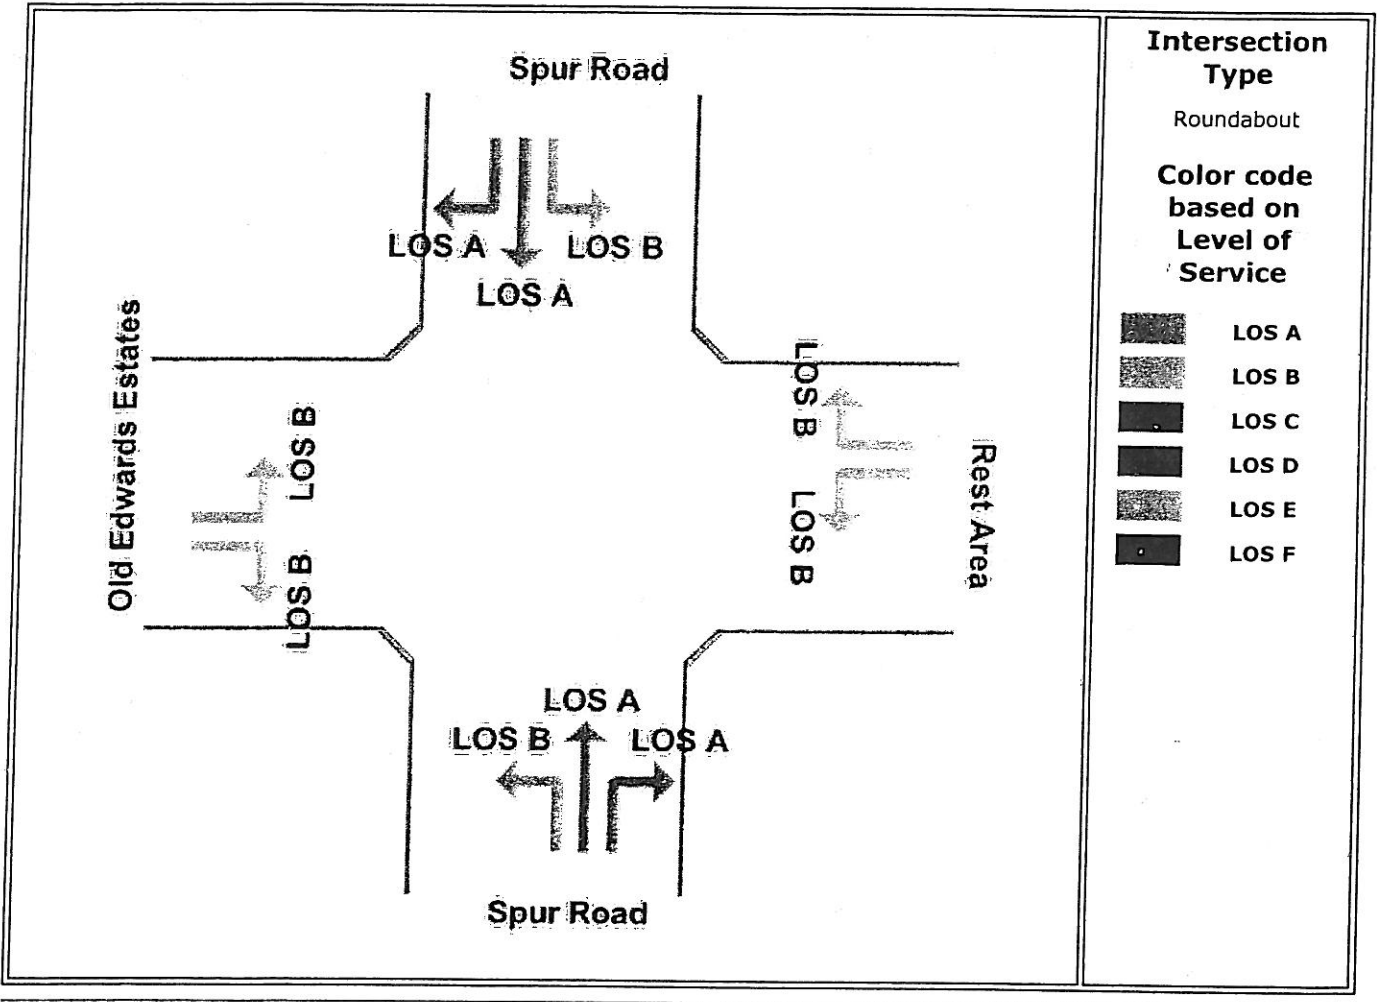 Spur Road
LOS A
LOS B
LOS A
Old Edwards Estates
LOS B
LOS B
LOS B
LOS B
Rest Area
LOS A
LOS B
LOS A
Spur Road
Intersection
Type
Roundabout
Color code
based on
Level of
Service
LOS A
LOS B
LOS C
LOS D
LOS E
LOS F